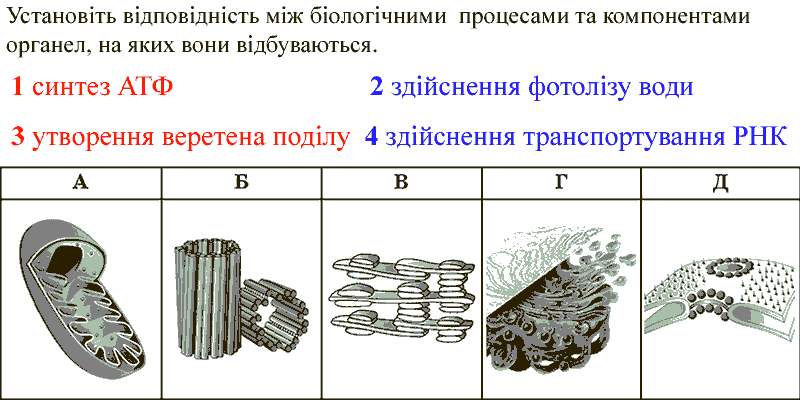 Установіть відповідність між біологічними процесами та компонентами
органел, на яких вони відбуваються.
1 синтез АТФ 2 здійснення фотолізу води
3 утворення веретена поділу 4 здійснення транспортування РНК
А Б В Г Д